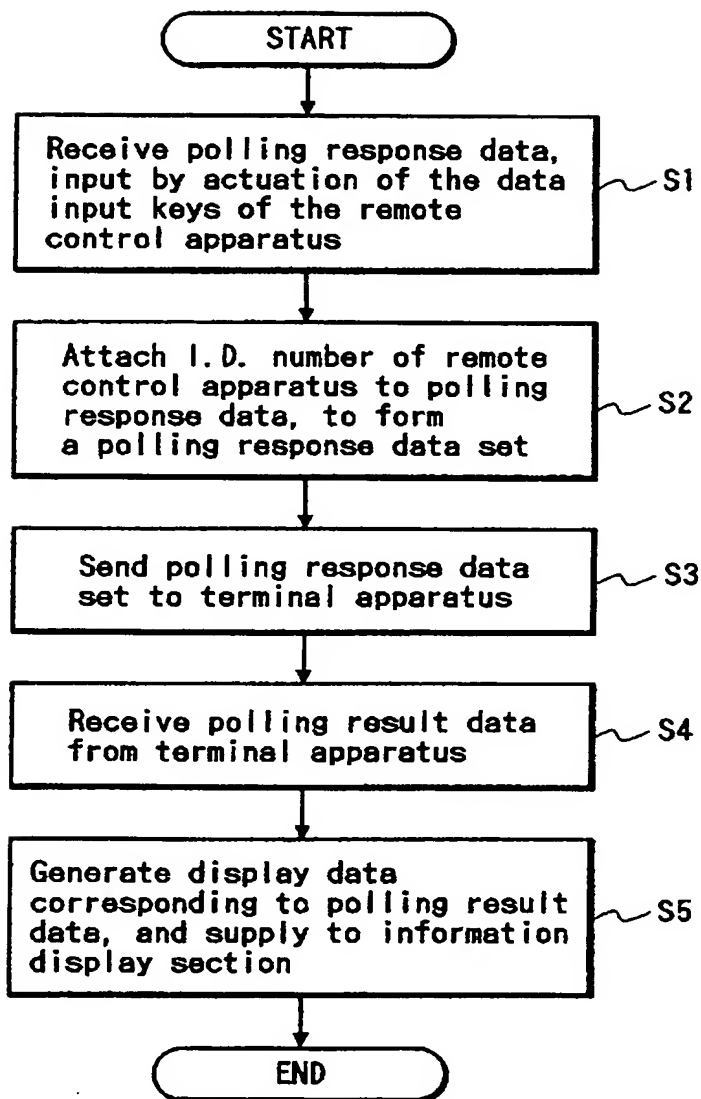 START
Receive polling response data,
input by actuation of the data
input keys of the remote
control apparatus
S1
Attach I.D. number of remote
control apparatus to polling
response data, to form
a polling response data set
S2
Send polling response data
set to terminal apparatus
S3
Receive polling result data
from terminal apparatus
S4
Generate display data
corresponding to polling result
data, and supply to information
display section
S5
END